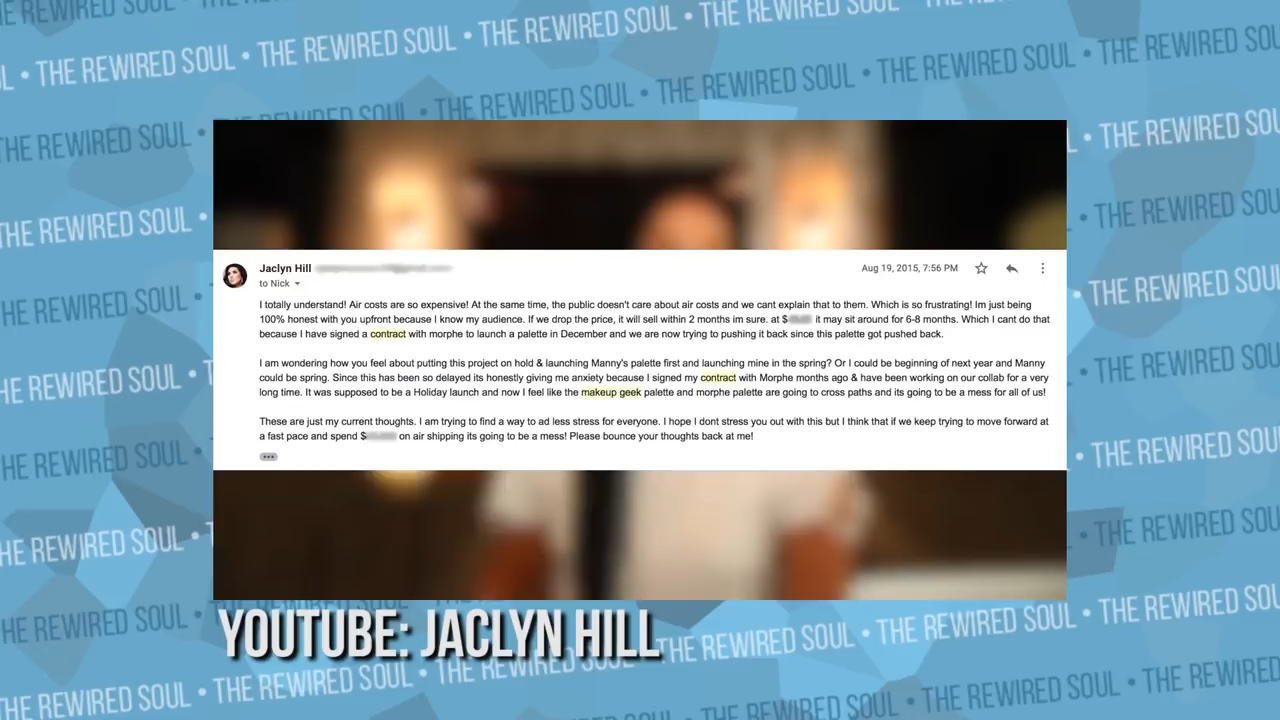 THE REWIRED SOUL • THE REWIRED SOUL • THE REWIRED SOUL • THE REWIRED SOUL
Jaclyn Hill
Aug 19, 2015, 7:56 PM
to Nick
I totally understand! Air costs are so expensive! At the same time, the public doesn't care about air costs and we cant explain that to them. Which is so frustrating! Im just being
100% honest with you upfront because I know my audience. If we drop the price, it will sell within 2 months im sure. at $ it may sit around for 6-8 months. Which I cant do that
because I have signed a contract with morphe to launch a palette in December and we are now trying to pushing it back since this palette got pushed back.
I am wondering how you feel about putting this project on hold & launching Manny's palette first and launching mine in the spring? Or I could be beginning of next year and Manny
could be spring. Since this has been so delayed its honestly giving me anxiety because I signed my contract with Morphe months ago & have been working on our collab for a very
long time. It was supposed to be a Holiday launch and now I feel like the makeup geek palette and morphe palette are going to cross paths and its going to be a mess for all of us!
These are just my current thoughts. I am trying to find a way to ad less stress for everyone. I hope I dont stress you out with this but I think that if we keep trying to move forward at
a fast pace and spend $ on air shipping its going to be a mess! Please bounce your thoughts back at me!
YOUTUBE: JACLYN HILL
THE REWIRED SOUL • THE REWIRED SOUL • THE REWIRED SOUL